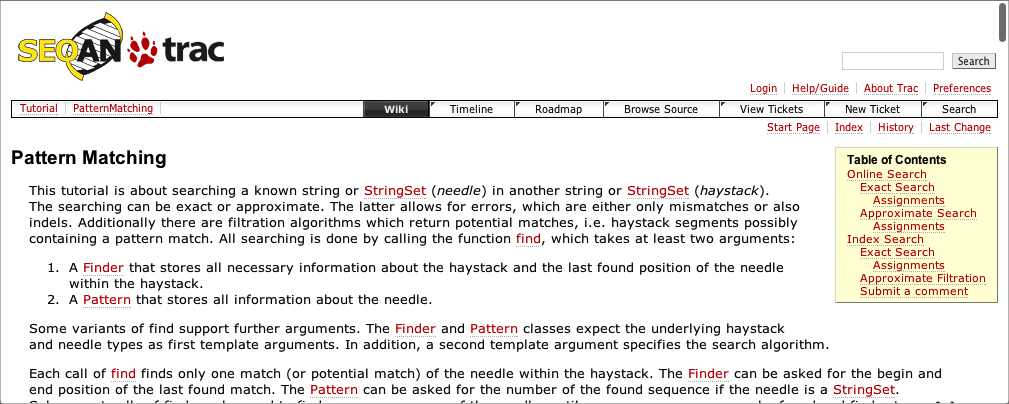 SEQAN trac
Search
Login Help/Guide About Trac Preferences
Tutorial PatternMatching Wiki Timeline Roadmap Browse Source View Tickets New Ticket Search
Start Page Index History Last Change
Pattern Matching
This tutorial is about searching a known string or StringSet (needle) in another string or StringSet (haystack).
The searching can be exact or approximate. The latter allows for errors, which are either only mismatches or also
indels. Additionally there are filtration algorithms which return potential matches, i.e. haystack segments possibly
containing a pattern match. All searching is done by calling the function find, which takes at least two arguments:
1. A Finder that stores all necessary information about the haystack and the last found position of the needle
within the haystack.
2. A Pattern that stores all information about the needle.
Table of Contents
Online Search
Exact Search
Assignments
Approximate Search
Assignments
Index Search
Exact Search
Assignments
Approximate Filtration
Submit a comment
Some variants of find support further arguments. The Finder and Pattern classes expect the underlying haystack
and needle types as first template arguments. In addition, a second template argument specifies the search algorithm.
Each call of find finds only one match (or potential match) of the needle within the haystack. The Finder can be asked for the begin and
end position of the last found match. The Pattern can be asked for the number of the found sequence if the needle is a StringSet.